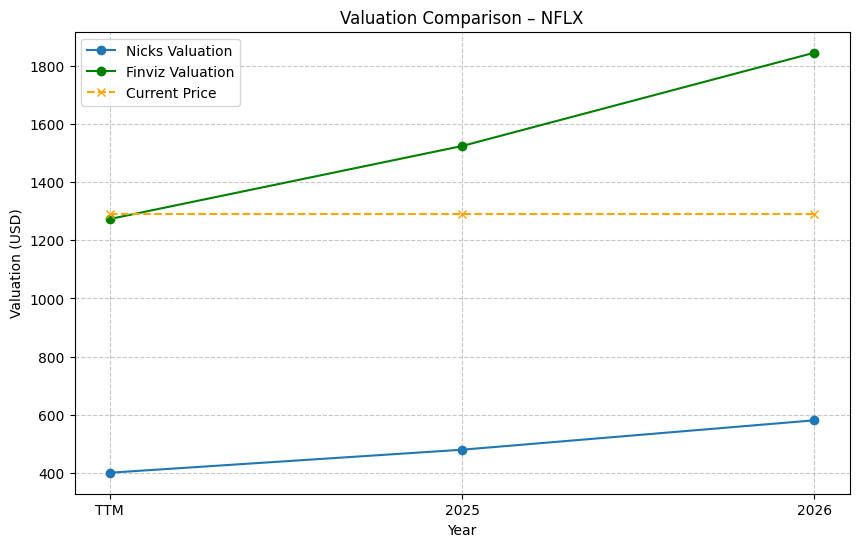 Valuation Comparison – NFLX
Nicks Valuation
Finviz Valuation
Current Price
Valuation (USD)
1800
1600
1400
1200
1000
800
600
400
TTM
2025
2026
Year